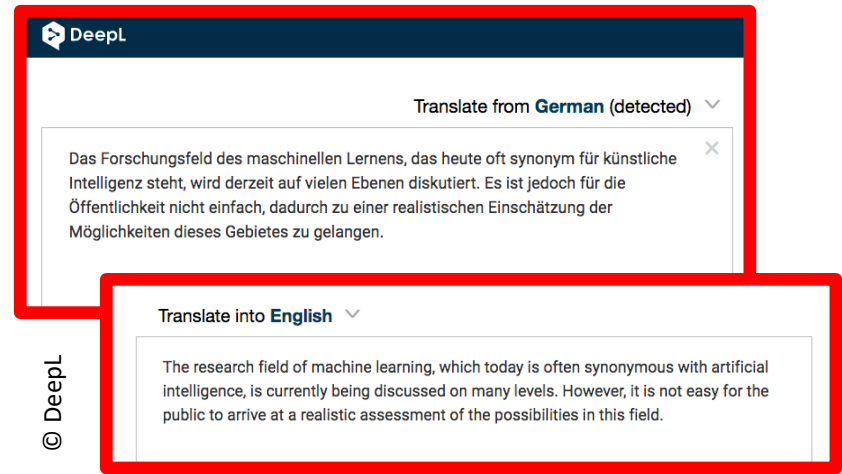 DeepL
Translate from German (detected)
Das Forschungsfeld des maschinellen Lernens, das heute oft synonym für künstliche
Intelligenz steht, wird derzeit auf vielen Ebenen diskutiert. Es ist jedoch für die
Öffentlichkeit nicht einfach, dadurch zu einer realistischen Einschätzung der
Möglichkeiten dieses Gebietes zu gelangen.
Translate into English
The research field of machine learning, which today is often synonymous with artificial
intelligence, is currently being discussed on many levels. However, it is not easy for the
public to arrive at a realistic assessment of the possibilities in this field.
© DeepL